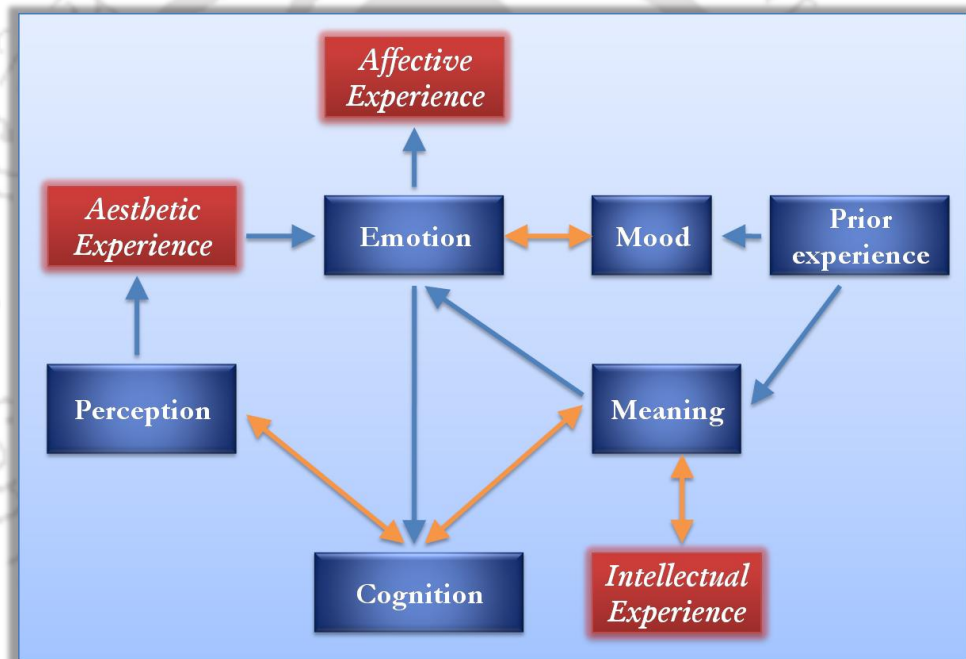 Affective
Experience
Aesthetic
Experience
Emotion
Mood
Prior
experience
Perception
Meaning
Cognition
Intellectual
Experience